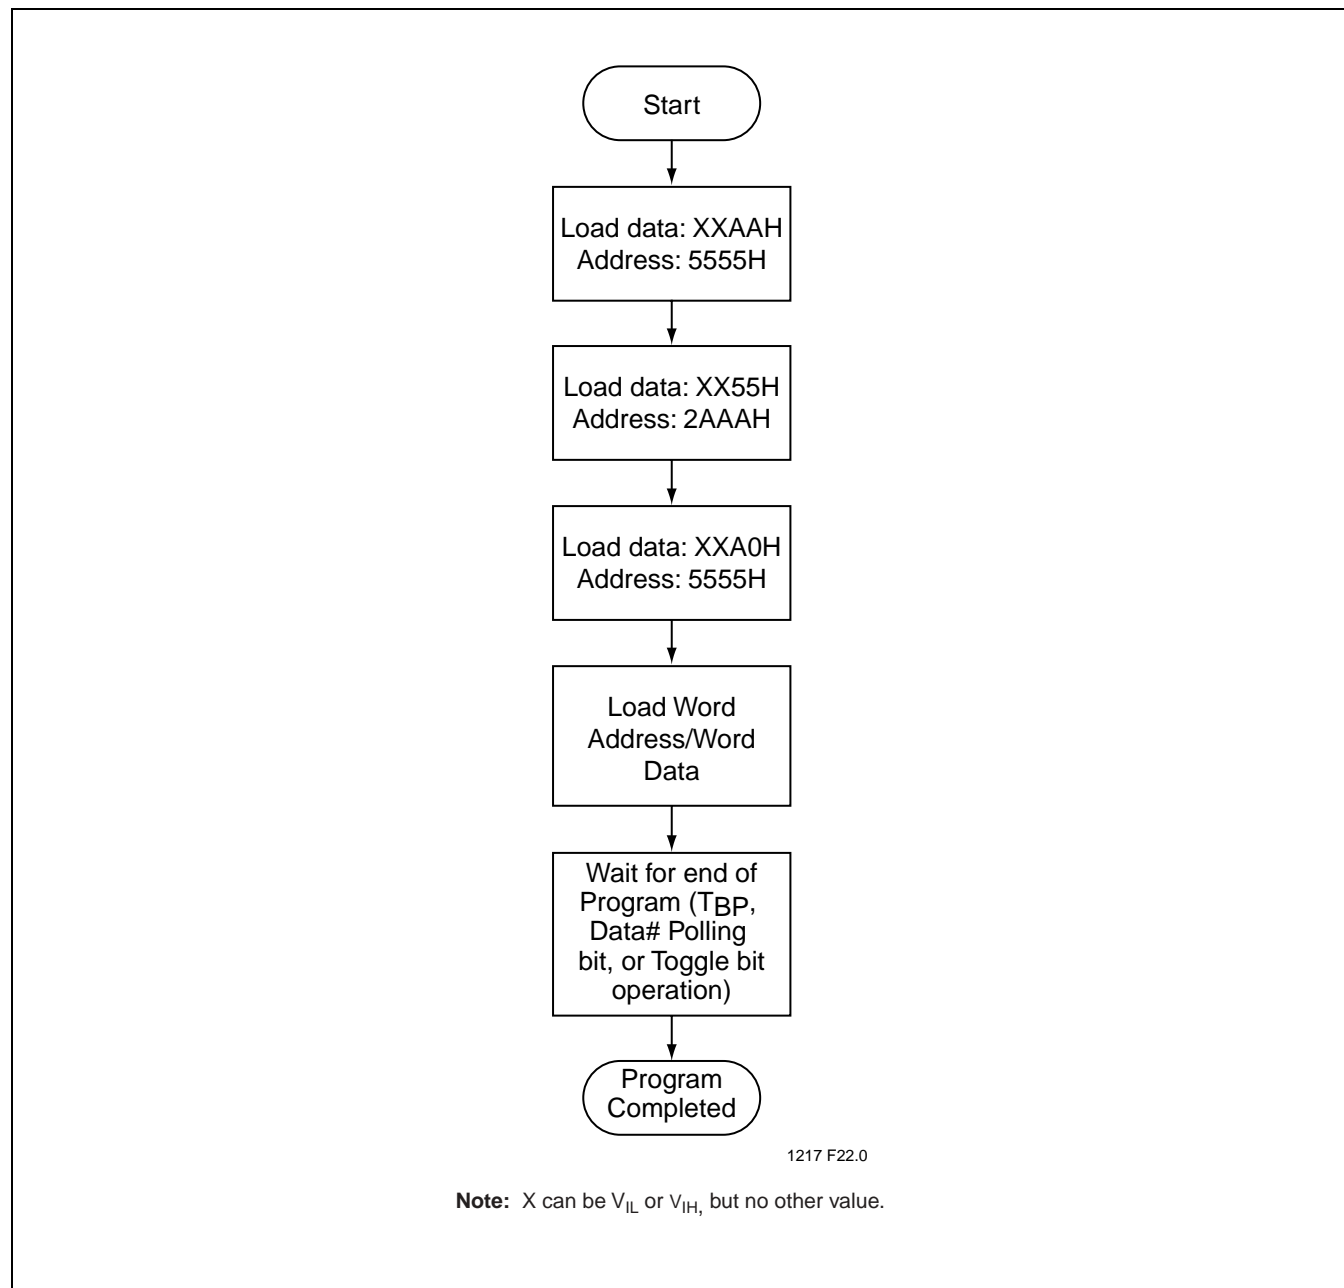 Start
Load data: XXAAH
Address: 5555H
Load data: XX55H
Address: 2AAAH
Load data: XXA0H
Address: 5555H
Load Word
Address/Word
Data
Wait for end of
Program (TBP,
Data# Polling
bit, or Toggle bit
operation)
Program
Completed
1217 F22.0
Note: X can be VIL or VIH, but no other value.